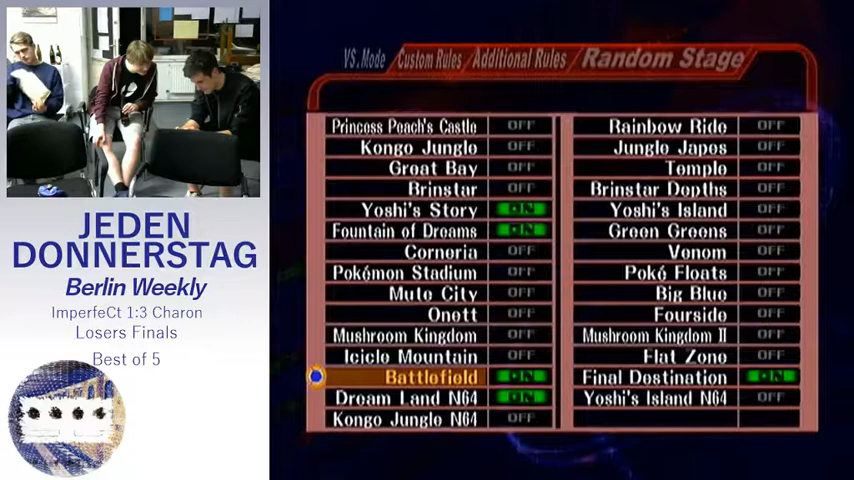 VS. Mode / Custom Rules / Additional Rules / Random Stage
Princess Peach's Castle OFF Rainbow Ride OFF
Kongo Jungle OFF Jungle Japes OFF
Great Bay OFF Temple OFF
Brinstar OFF Brinstar Depths OFF
Yoshi's Story ON Yoshi's Island OFF
Fountain of Dreams ON Green Greens OFF
Corneria OFF Venom OFF
Pokémon Stadium OFF Poké Floats OFF
Mute City OFF Big Blue OFF
Onett OFF Fourside OFF
Mushroom Kingdom OFF Mushroom Kingdom II OFF
Icicle Mountain OFF Flat Zone OFF
Battlefield ON Final Destination ON
Dream Land N64 ON Yoshi's Island N64 OFF
Kongo Jungle N64 OFF
JEDEN
DONNERSTAG
Berlin Weekly
ImperfeCt 1:3 Charon
Losers Finals
Best of 5